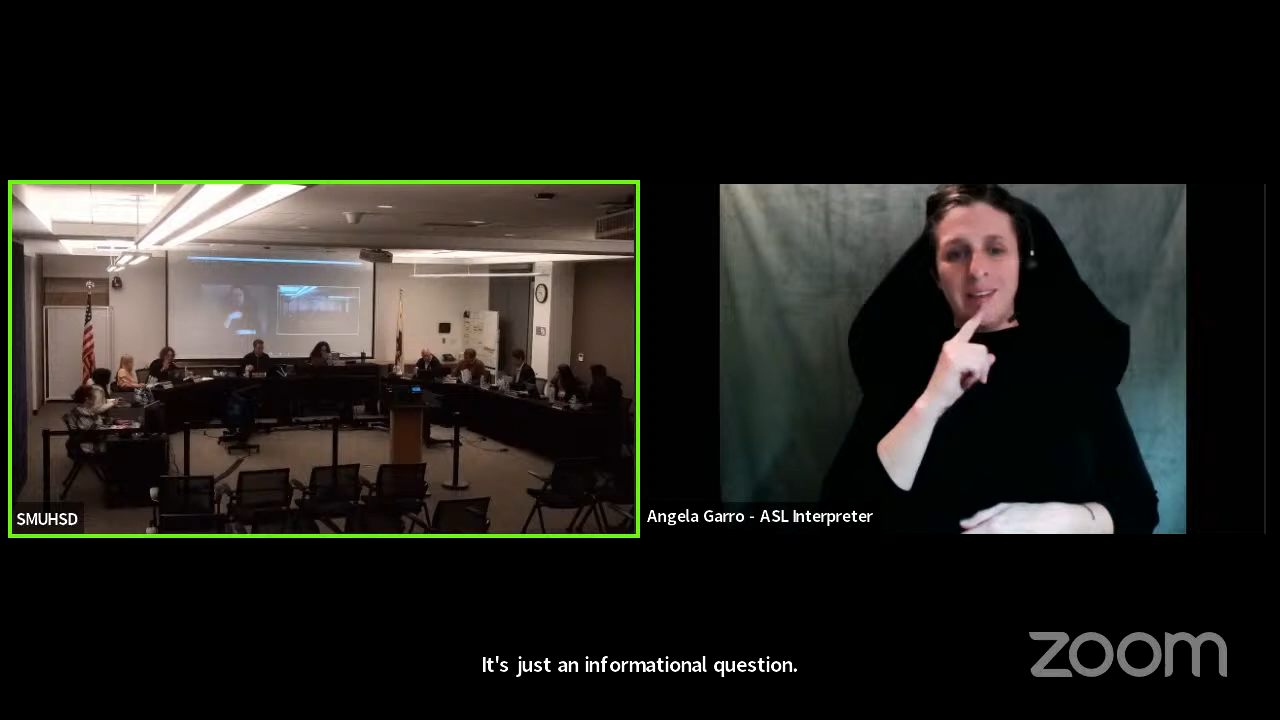 SMUHSD
Angela Garro - ASL Interpreter
It's just an informational question.
zoom